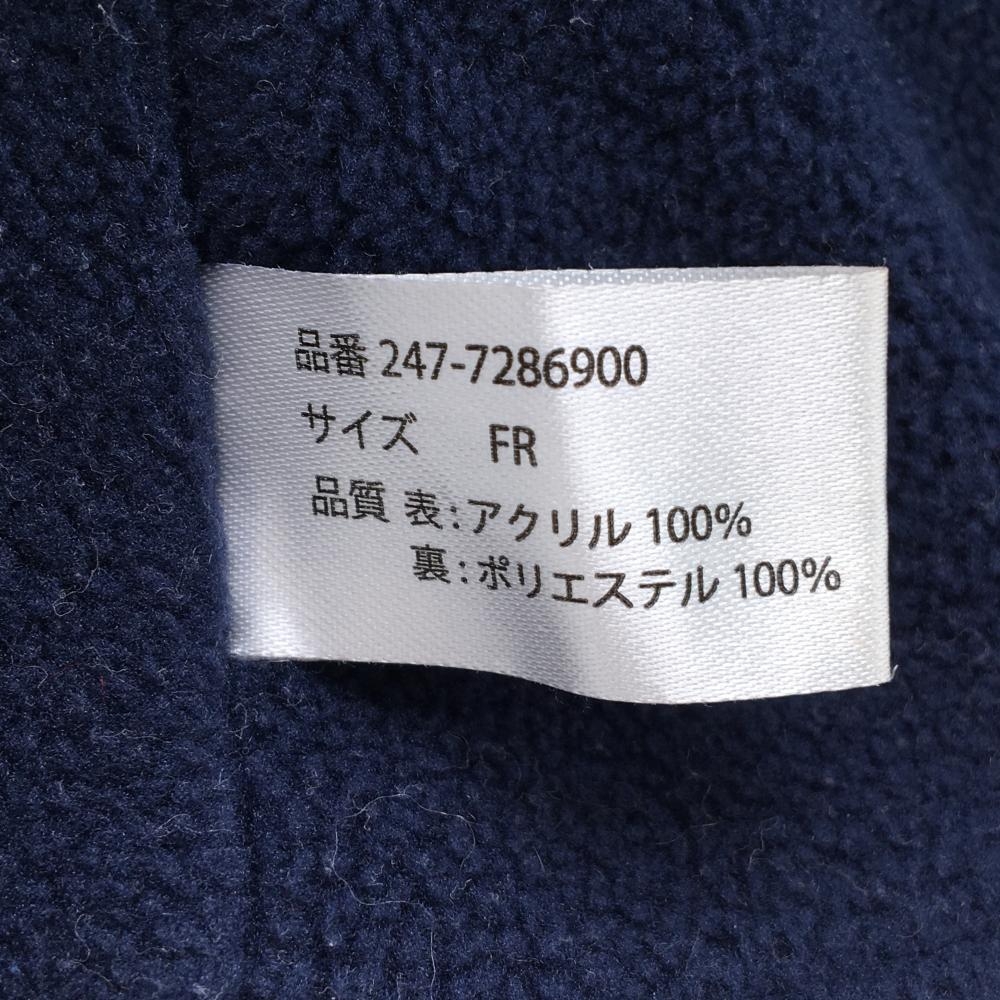 品番 247-7286900
サイズ FR
品質 表:アクリル 100%
裏:ポリエステル 100%